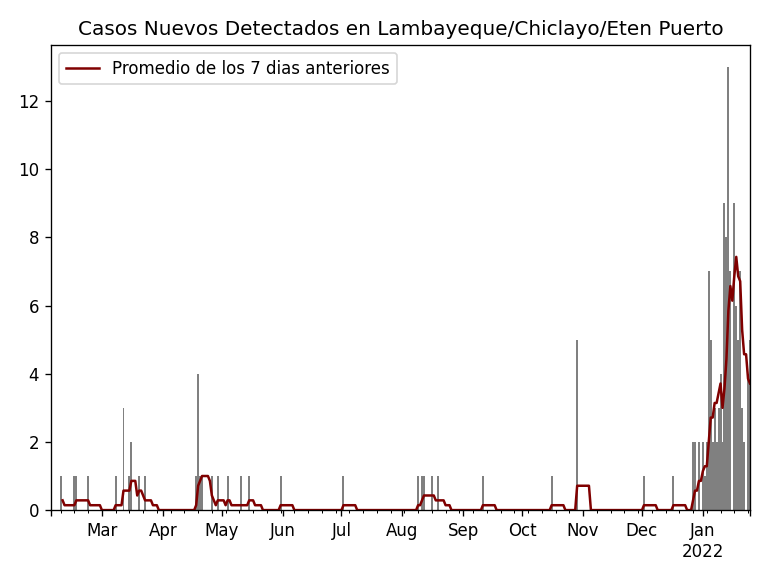 Casos Nuevos Detectados en Lambayeque/Chiclayo/Eten Puerto
Promedio de los 7 dias anteriores
12
10
8
6
4
2
0
Mar Apr May Jun Jul Aug Sep Oct Nov Dec Jan
2022